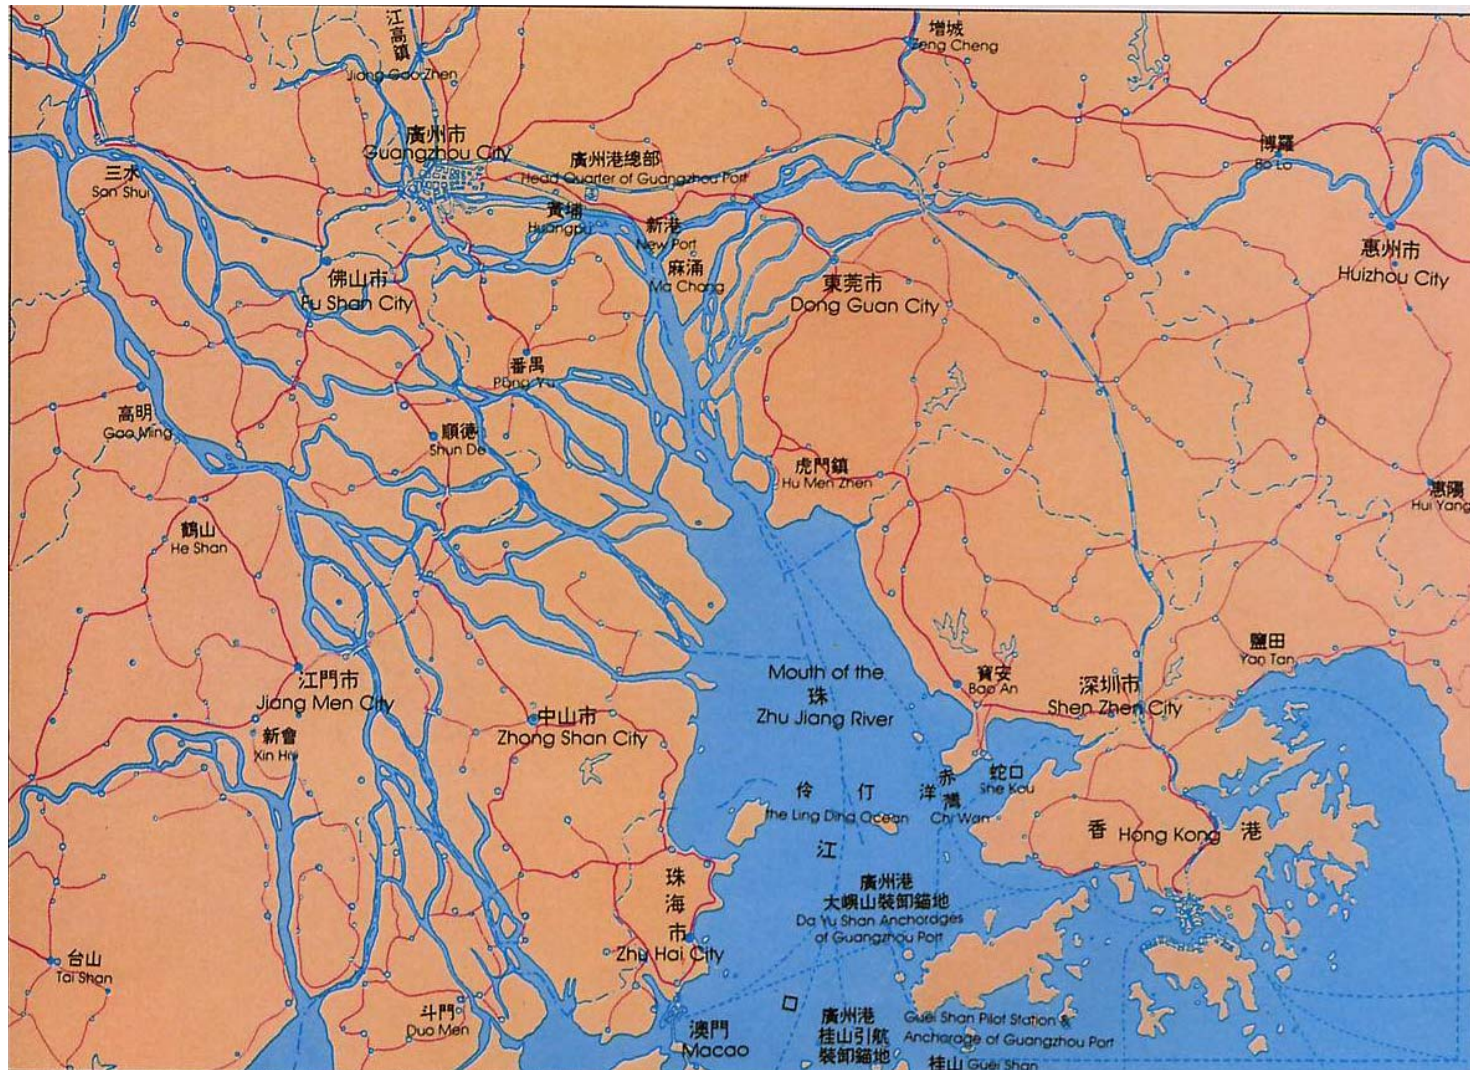 江高鎮
Jiang Gao Zhen
增城
Zeng Cheng
廣州市
Guangzhou City
廣州港總部
Head Quarter of Guangzhou Port
博羅
Bo Lo
三水
San Shui
黃埔
Huangpu
新港
New Port
麻涌
Ma Chong
惠州市
Huizhou City
佛山市
Fu Shan City
東莞市
Dong Guan City
番禺
Pang Yu
高明
Gao Ming
順德
Shun De
虎門鎮
Hu Men Zhen
惠陽
Hui Yang
鶴山
He Shan
鹽田
Yan Tan
江門市
Jiang Men City
Mouth of the
珠
Zhu Jiang River
寶安
Bao An
深圳市
Shen Zhen City
中山市
Zhong Shan City
新會
Xin Hui
伶仃洋
the Ling Ding Ocean
赤灣
Chi Wan
蛇口
She Kou
香 Hong Kong 港
江
珠海市
Zhu Hai City
廣州港
大嶼山裝卸錨地
Da Yu Shan Anchorages
of Guangzhou Port
台山
Tai Shan
斗門
Duo Men
澳門
Macao
廣州港
桂山引航
裝卸錨地
Guei Shan Pilot Station &
Anchorage of Guangzhou Port
桂山 Guei Shan